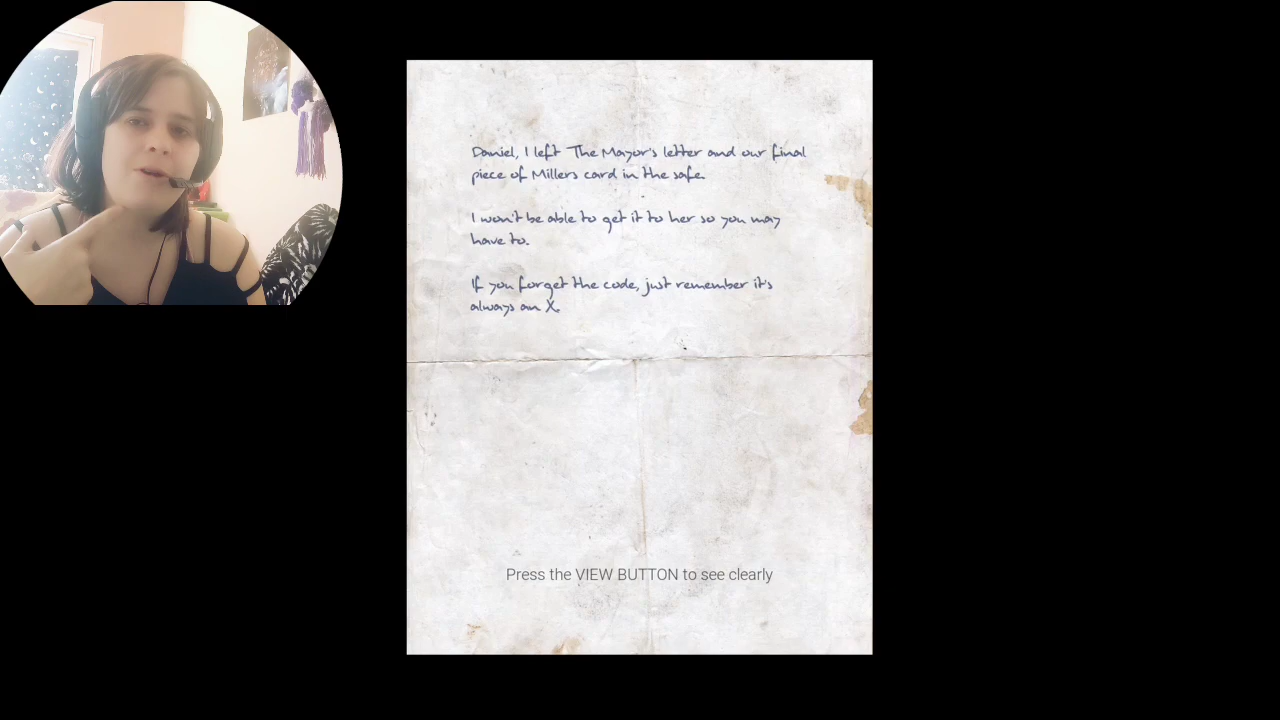 Daniel, I left The Mayor's letter and our final
piece of Millers card in the safe.
I won't be able to get it to her so you may
have to.
If you forget the code, just remember it's
always an X.
Press the VIEW BUTTON to see clearly